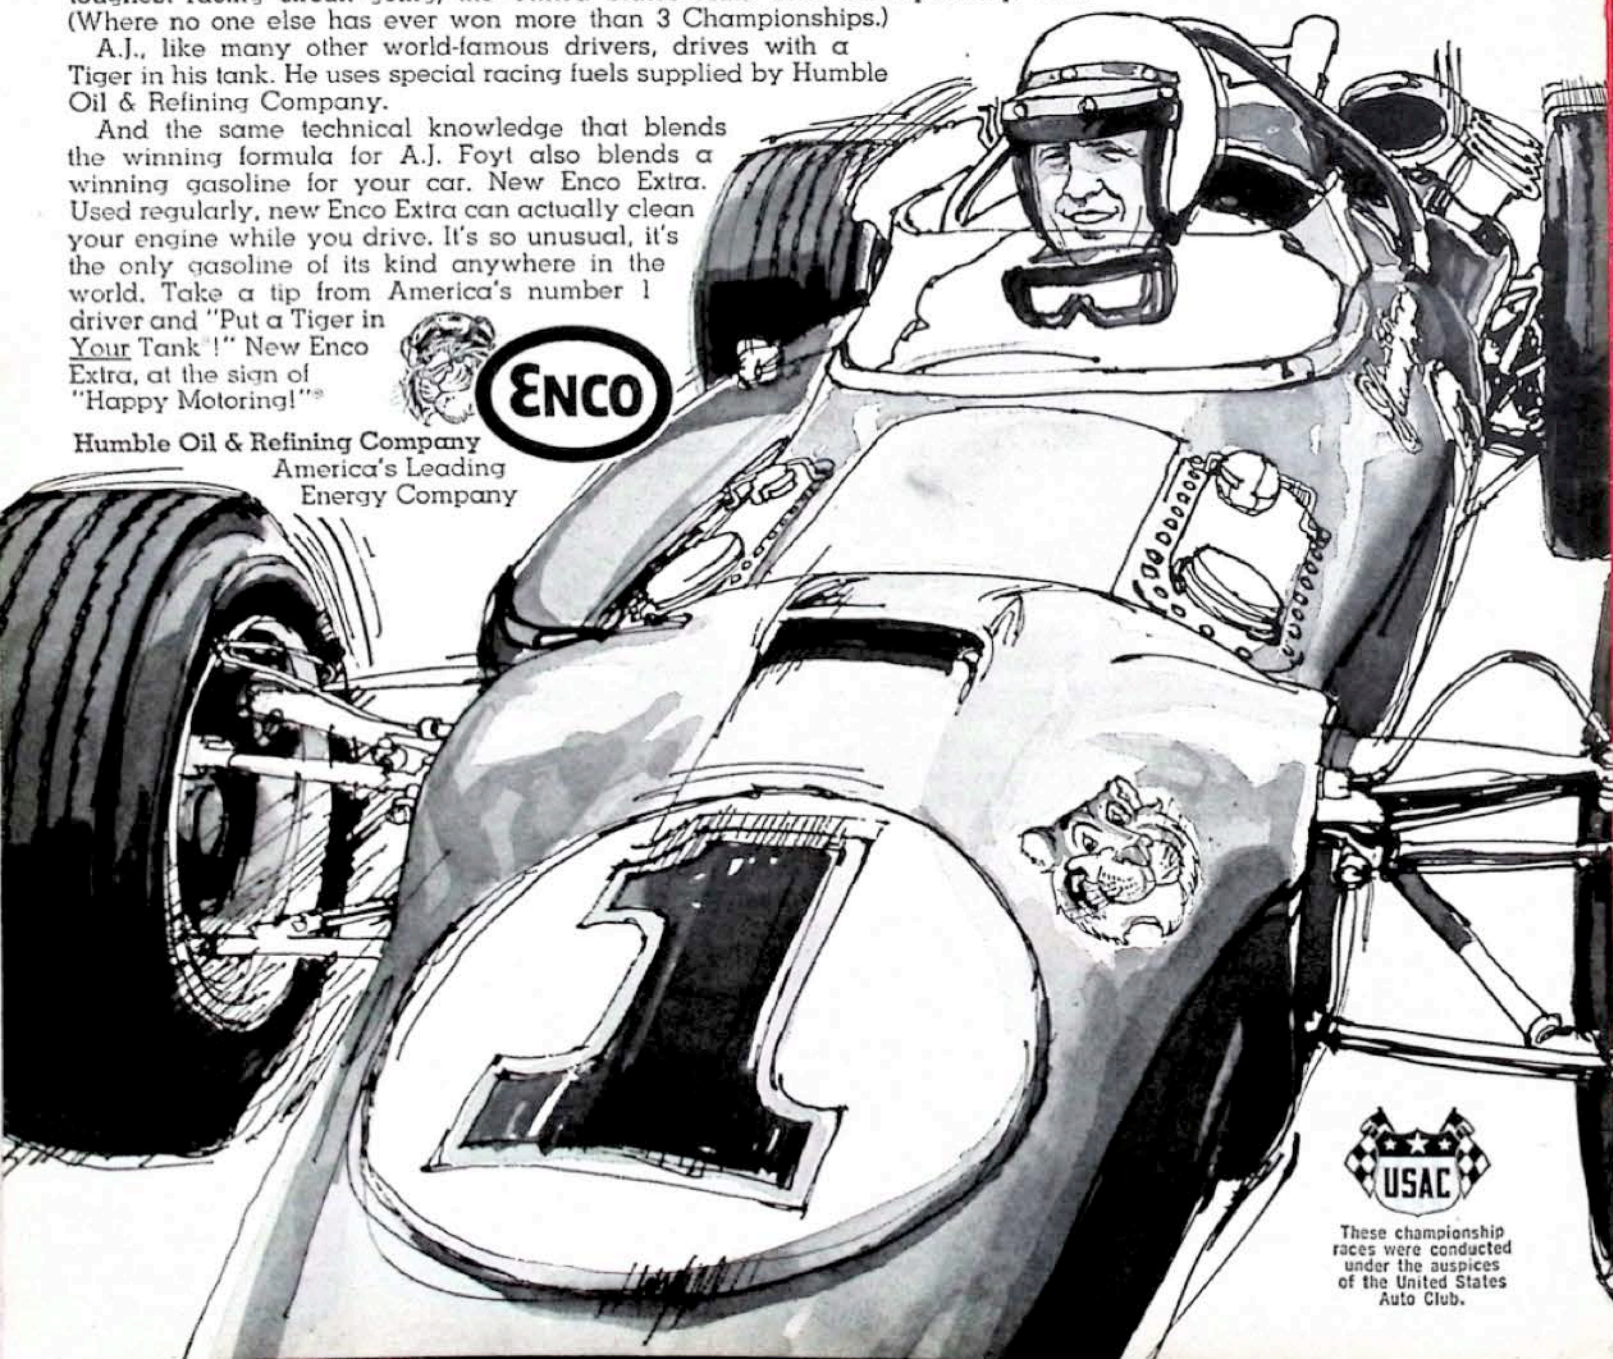 (Where no one else has ever won more than 3 Championships.)
A.J., like many other world-famous drivers, drives with a
Tiger in his tank. He uses special racing fuels supplied by Humble
Oil & Refining Company.
And the same technical knowledge that blends
the winning formula for A.J. Foyt also blends a
winning gasoline for your car. New Enco Extra.
Used regularly, new Enco Extra can actually clean
your engine while you drive. It's so unusual, it's
the only gasoline of its kind anywhere in the
world. Take a tip from America's number 1
driver and "Put a Tiger in
Your Tank®!" New Enco
Extra, at the sign of
"Happy Motoring!"®
ENCO
Humble Oil & Refining Company
America's Leading
Energy Company
1
USAC
These championship
races were conducted
under the auspices
of the United States
Auto Club.